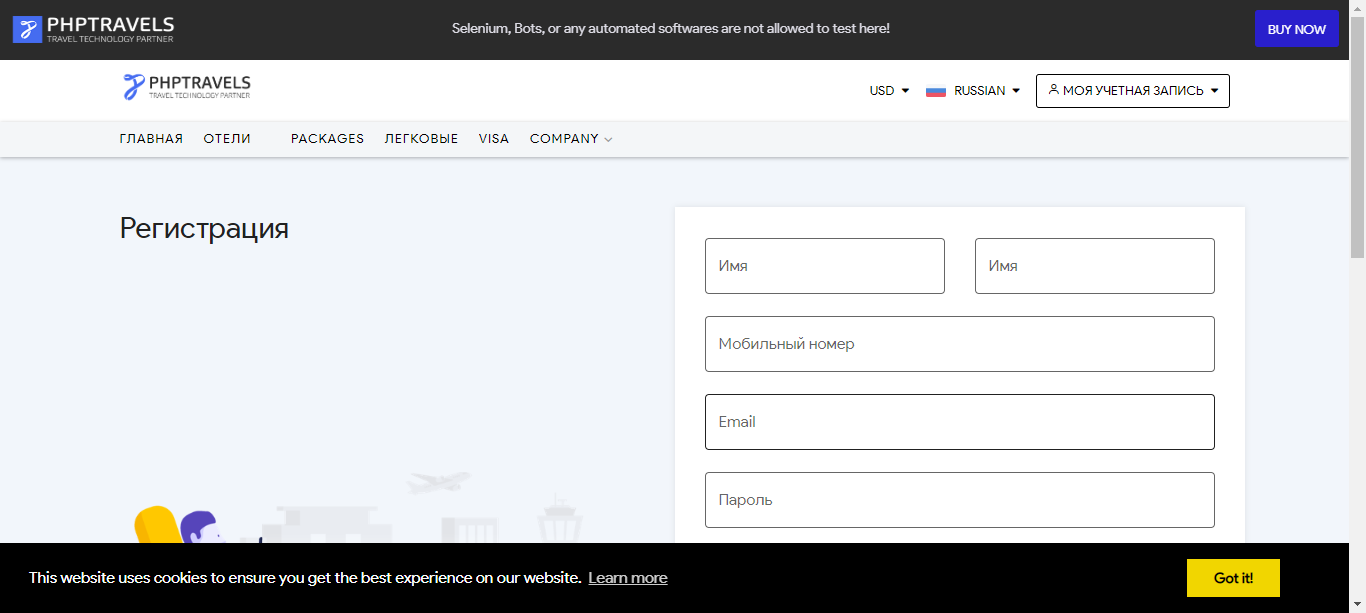 PHPTRAVELS
TRAVEL TECHNOLOGY PARTNER
Selenium, Bots, or any automated softwares are not allowed to test here!
BUY NOW
PHPTRAVELS
TRAVEL TECHNOLOGY PARTNER
USD
RUSSIAN
МОЯ УЧЕТНАЯ ЗАПИСЬ
ГЛАВНАЯ ОТЕЛИ PACKAGES ЛЕГКОВЫЕ VISA COMPANY
Регистрация
Имя
Имя
Мобильный номер
Email
Пароль
This website uses cookies to ensure you get the best experience on our website. Learn more
Got it!